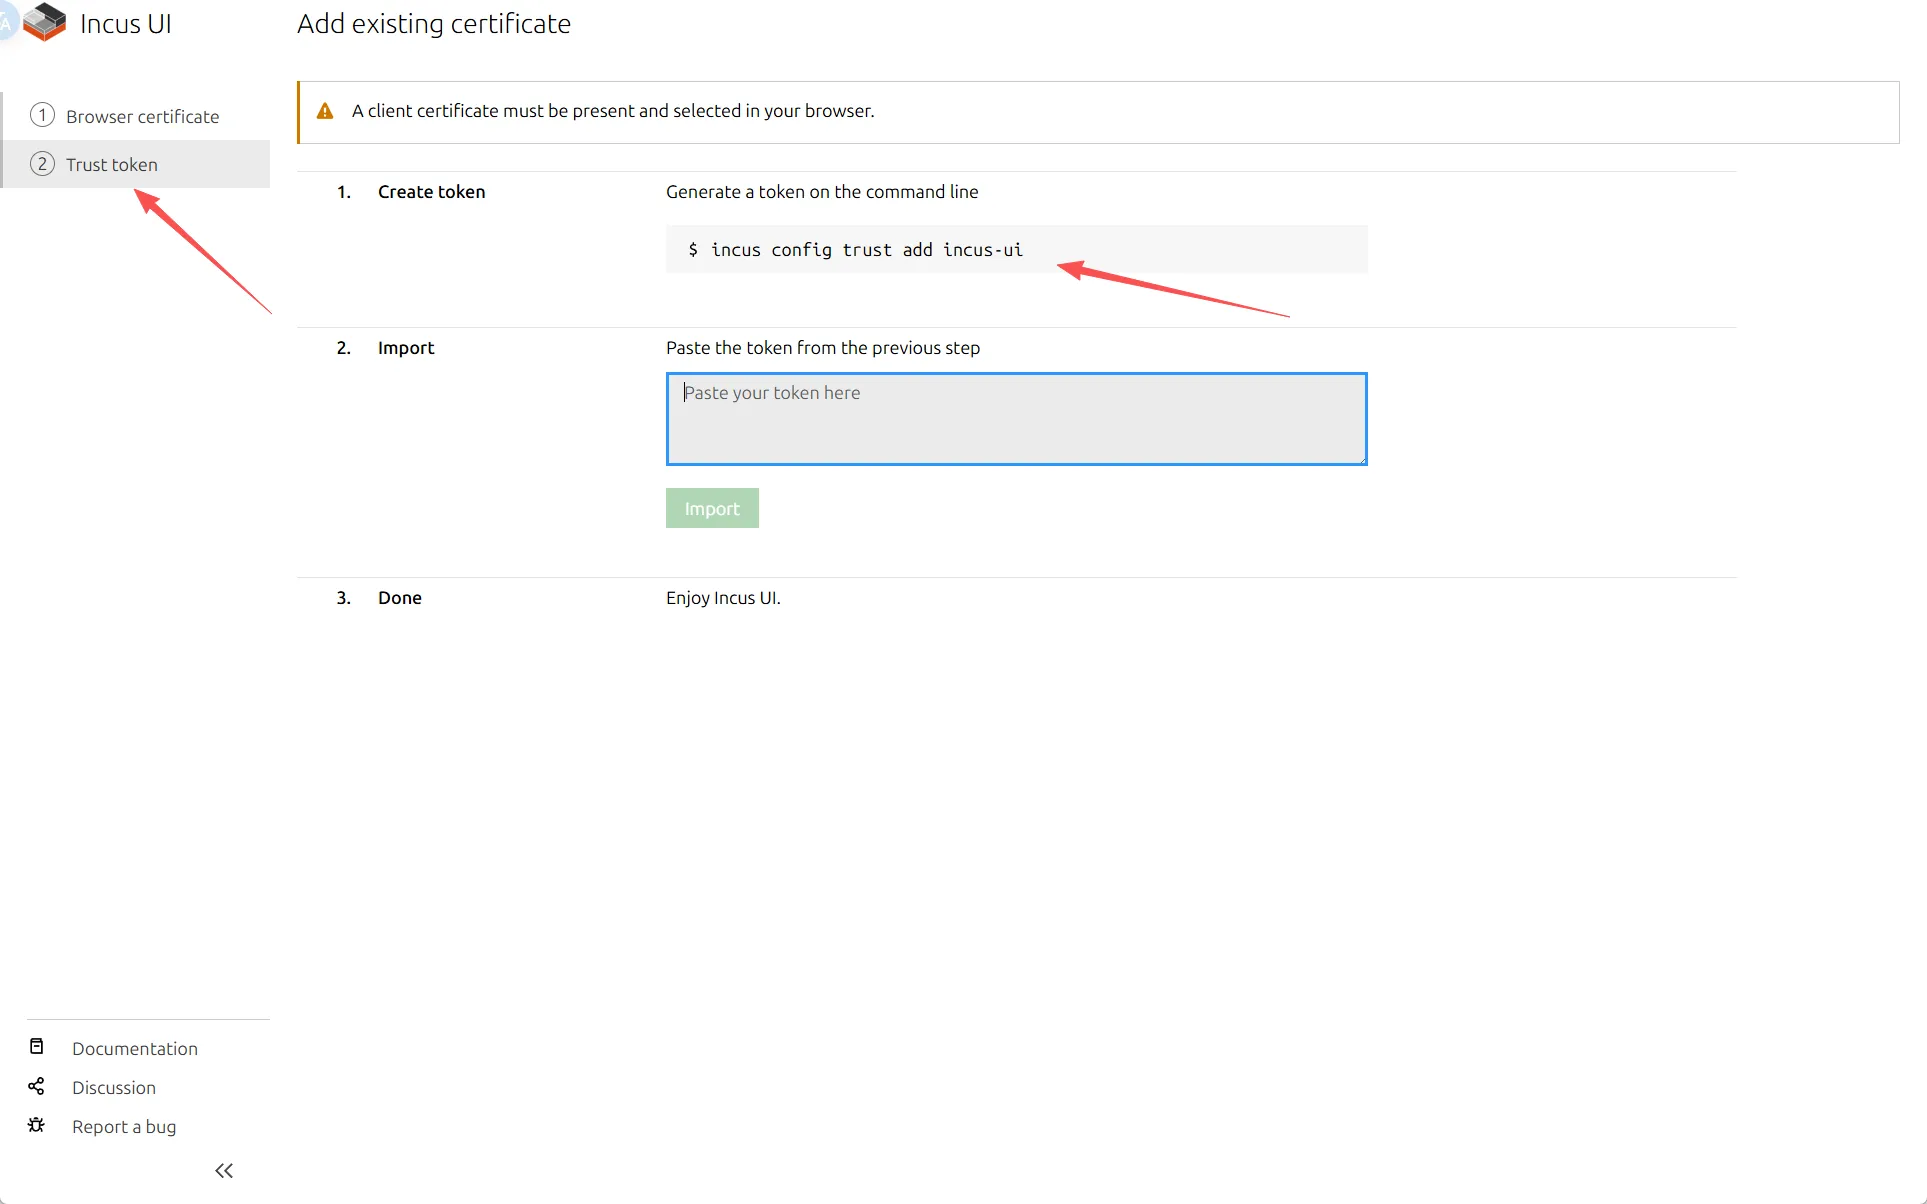 Incus UI
Add existing certificate
1 Browser certificate
2 Trust token
A client certificate must be present and selected in your browser.
1. Create token Generate a token on the command line
$ incus config trust add incus-ui
2. Import Paste the token from the previous step
Paste your token here
Import
3. Done Enjoy Incus UI.
Documentation
Discussion
Report a bug